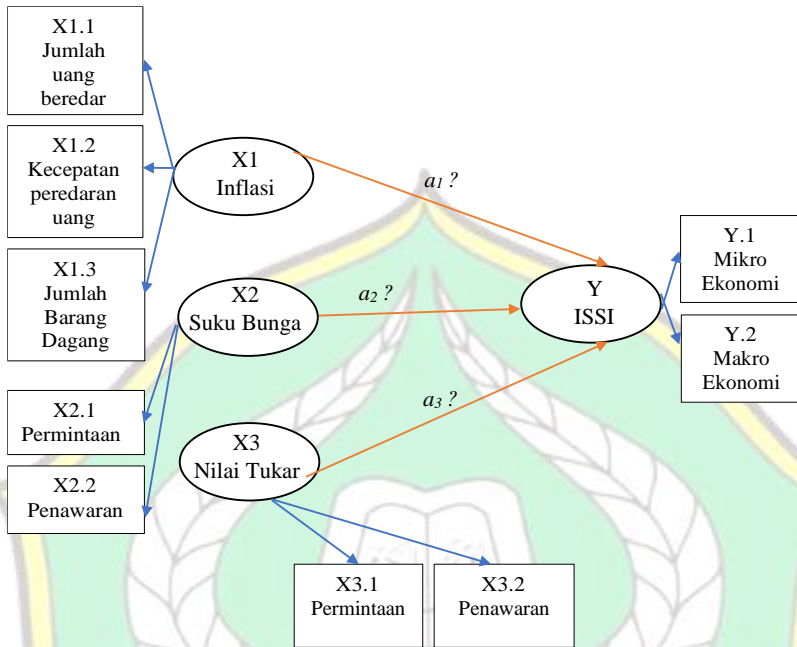 X1.1
Jumlah
uang
beredar
X1.2
Kecepatan
peredaran
uang
X1.3
Jumlah
Barang
Dagang
X2.1
Permintaan
X2.2
Penawaran
X1
Inflasi
X2
Suku Bunga
X3
Nilai Tukar
a1 ?
a2 ?
a3 ?
Y
ISSI
Y.1
Mikro
Ekonomi
Y.2
Makro
Ekonomi
X3.1
Permintaan
X3.2
Penawaran